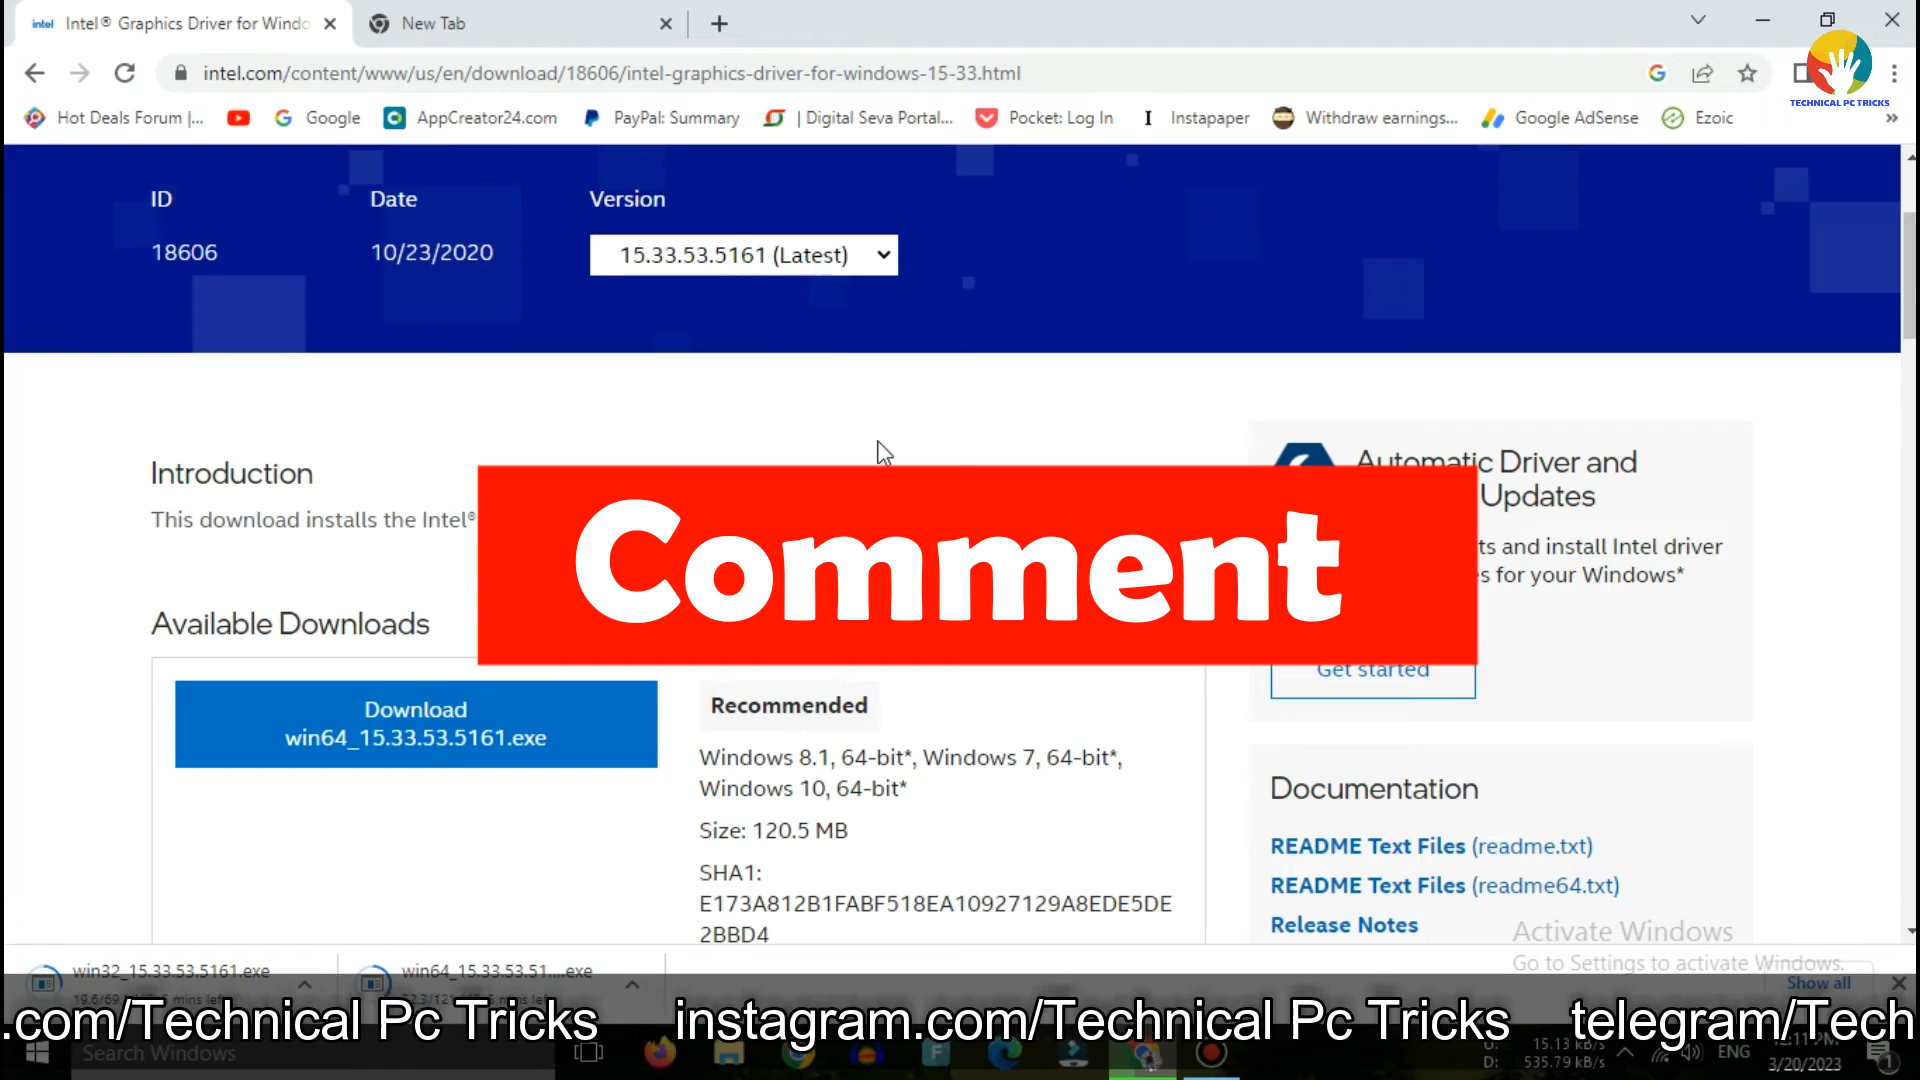 intel Intel® Graphics Driver for Windo
New Tab
intel.com/content/www/us/en/download/18606/intel-graphics-driver-for-windows-15-33.html
TECHNICAL PC TRICKS
Hot Deals Forum |... Google AppCreator24.com PayPal: Summary | Digital Seva Portal... Pocket: Log In Instapaper Withdraw earnings... Google AdSense Ezoic »
ID Date Version
18606 10/23/2020 15.33.53.5161 (Latest)
Introduction
This download installs the Intel®
Comment
Automatic Driver and
Updates
ts and install Intel driver
s for your Windows*
Get started
Available Downloads
Download
win64_15.33.53.5161.exe
Recommended
Windows 8.1, 64-bit*, Windows 7, 64-bit*,
Windows 10, 64-bit*
Size: 120.5 MB
SHA1:
E173A812B1FABF518EA10927129A8EDE5DE
2BBD4
Documentation
README Text Files (readme.txt)
README Text Files (readme64.txt)
Release Notes
Activate Windows
Go to Settings to activate Windows.
win32_15.33.53.5161.exe
win64_15.33.53.51....exe
Show all
.com/Technical Pc Tricks instagram.com/Technical Pc Tricks telegram/Tech
Search Windows
U: 15.13 kB/s
D: 535.79 kB/s
ENG
3/20/2023
1